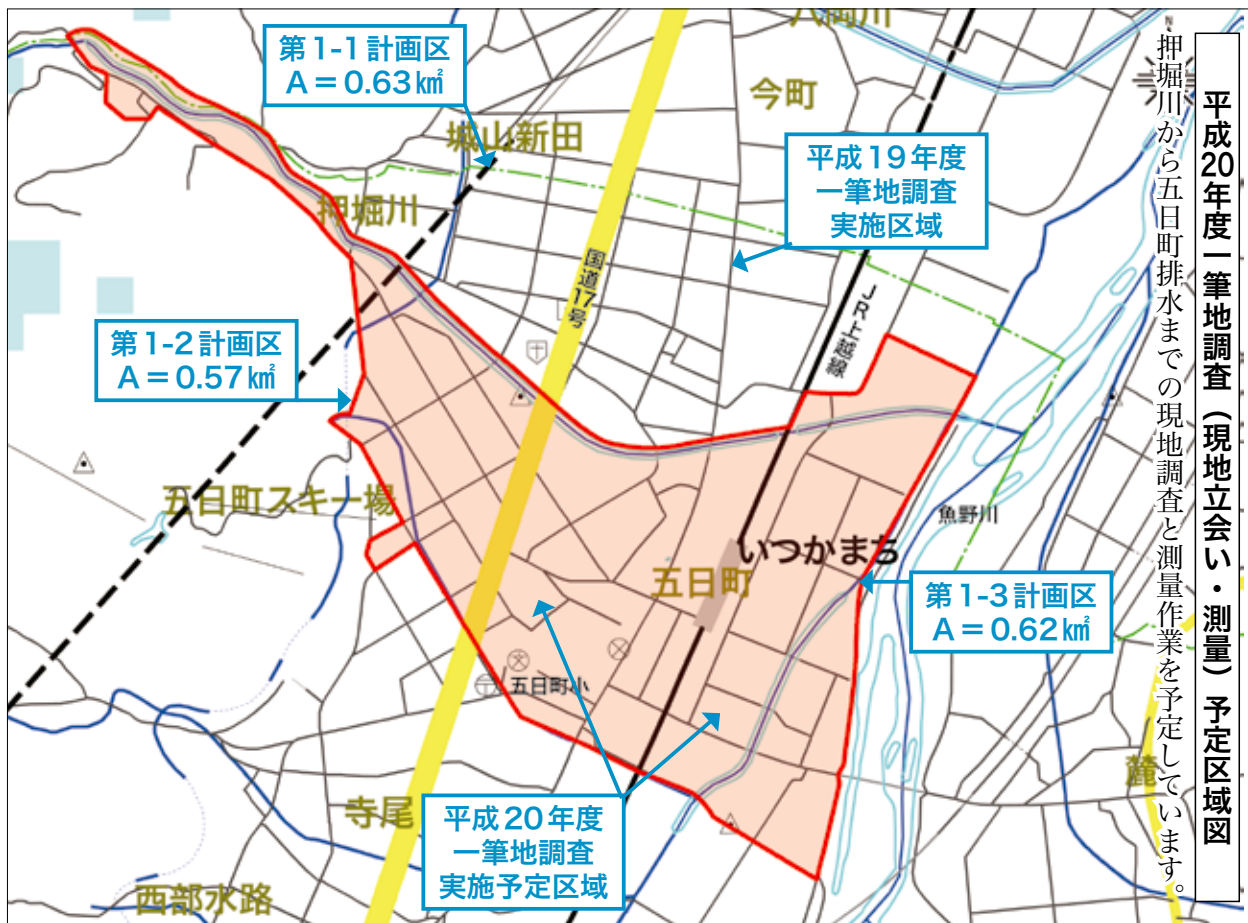 平成20年度一筆地調査（現地立会い・測量）予定区域図
押堀川から五日町排水までの現地調査と測量作業を予定しています。
N
八箇川
第1-1計画区
A＝0.63㎢
今町
城山新田
平成19年度
一筆地調査
実施区域
押堀川
国道17号
JR上越線
第1-2計画区
A＝0.57㎢
五日町スキー場
魚野川
いつかまち
五日町
第1-3計画区
A＝0.62㎢
五日町小
麓
寺尾
平成20年度
一筆地調査
実施予定区域
西部水路